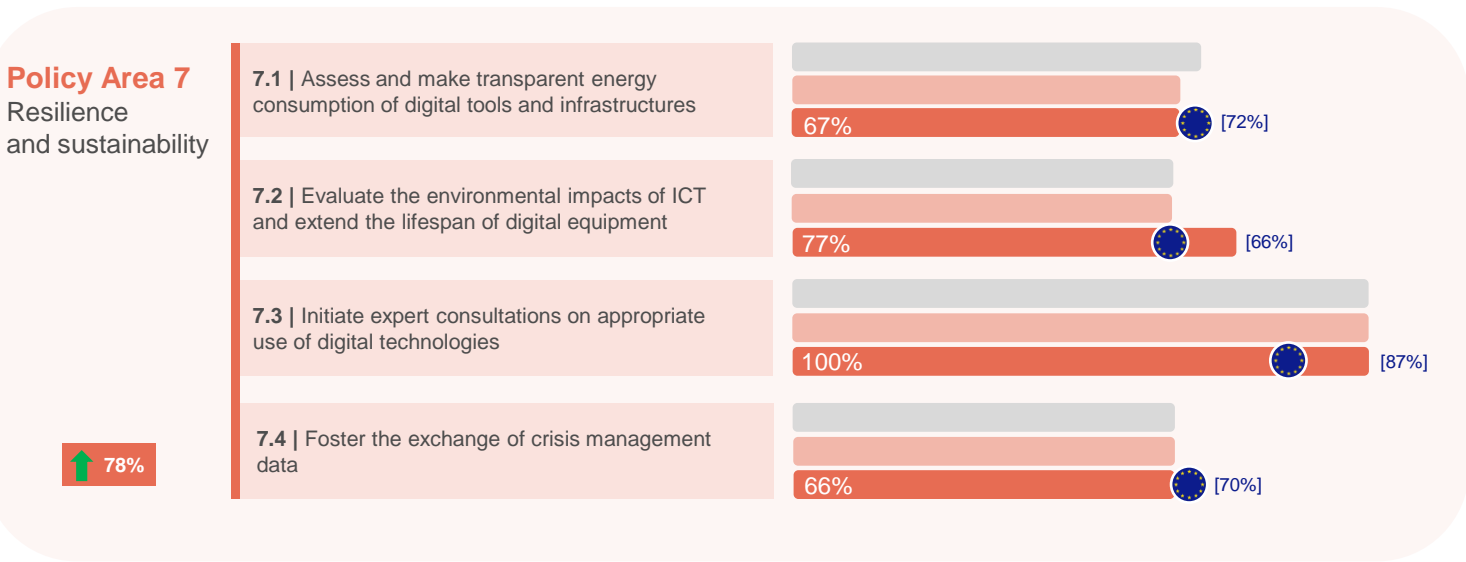 Policy Area 7
Resilience
and sustainability
78%
7.1 | Assess and make transparent energy
consumption of digital tools and infrastructures
67%
[72%]
7.2 | Evaluate the environmental impacts of ICT
and extend the lifespan of digital equipment
77%
[66%]
7.3 | Initiate expert consultations on appropriate
use of digital technologies
100%
[87%]
7.4 | Foster the exchange of crisis management
data
66%
[70%]